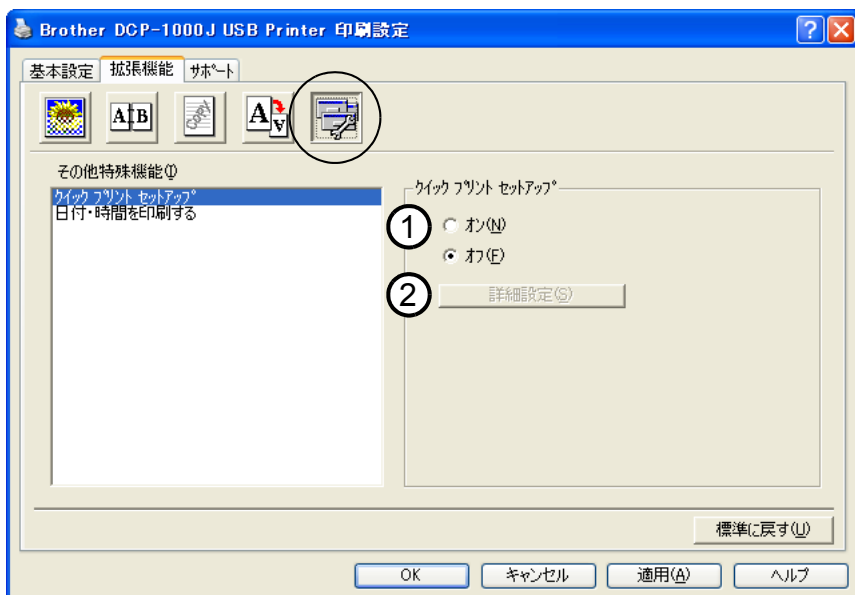 Brother DCP-1000J USB Printer 印刷設定
基本設定 拡張機能 サポート
A B Copy A A
その他特殊機能(I)
クイック プリント セットアップ
日付・時間を印刷する
クイック プリント セットアップ
1 オン(N)
オフ(F)
2 詳細設定(S)
標準に戻す(U)
OK キャンセル 適用(A) ヘルプ